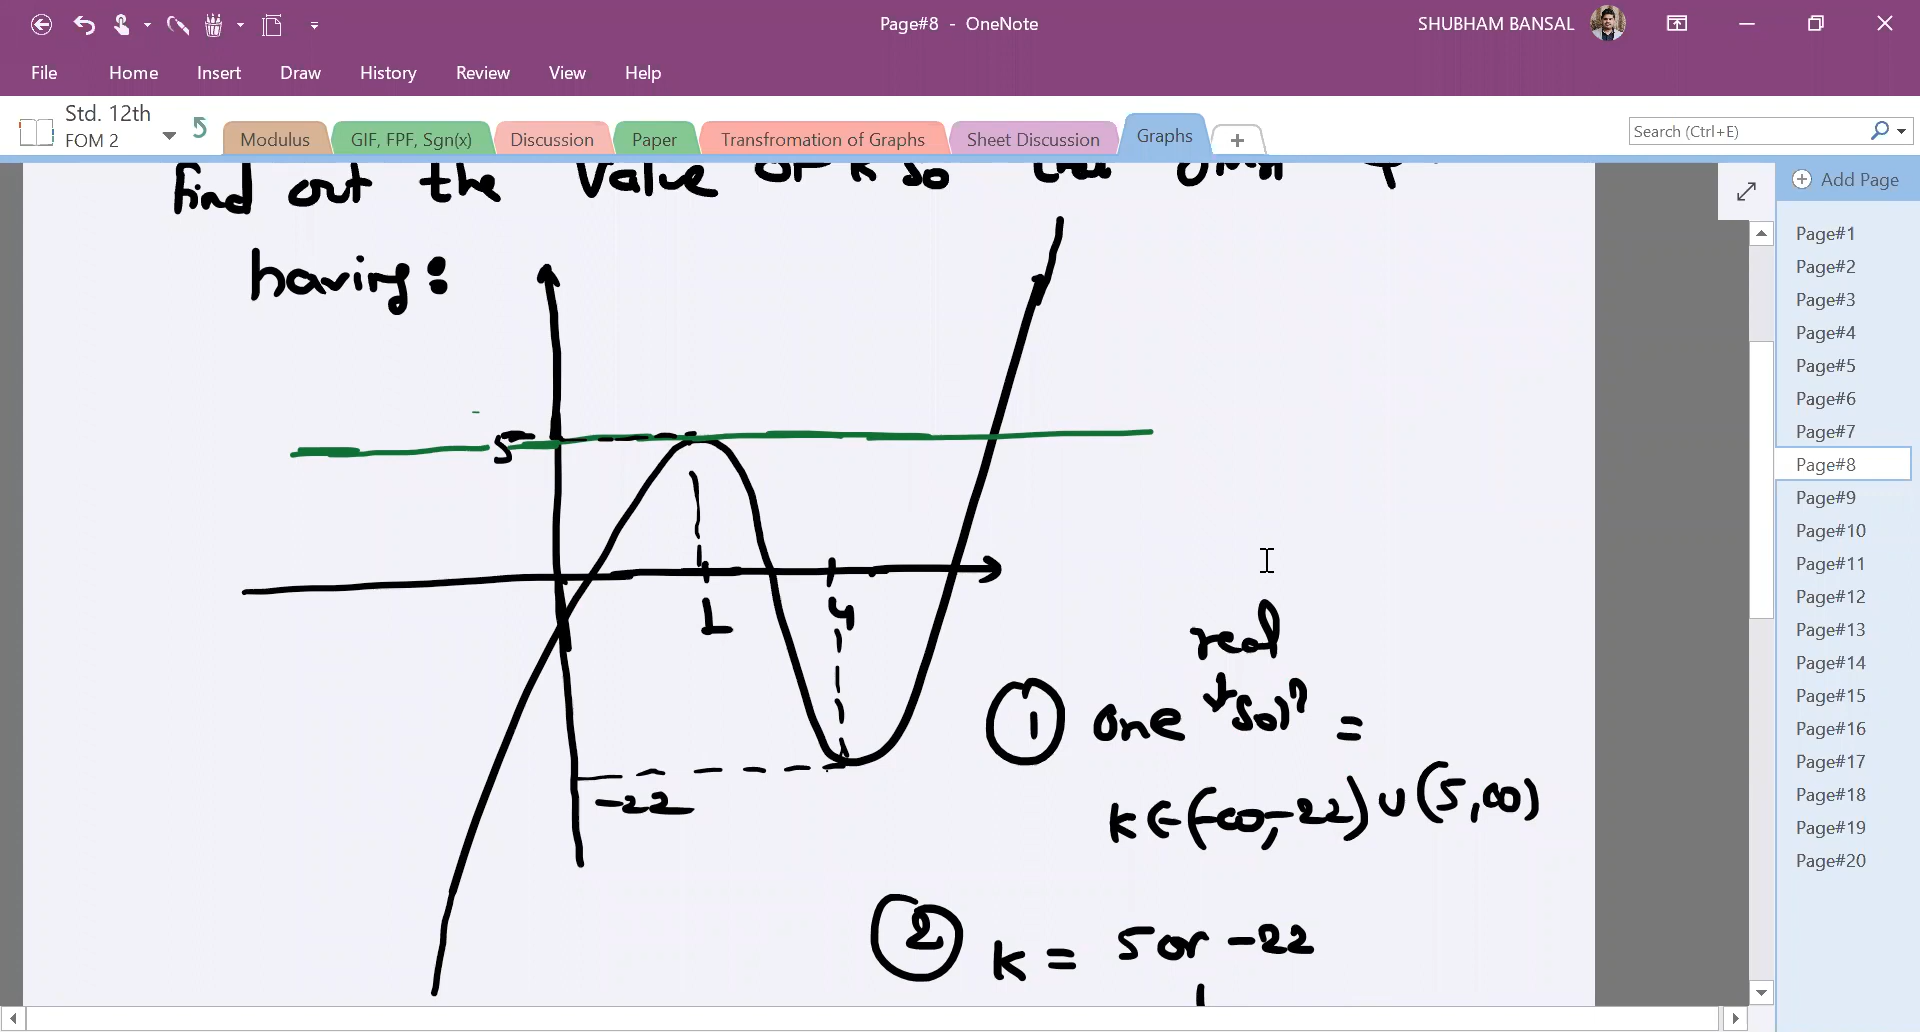 Page#8 - OneNote
SHUBHAM BANSAL
File Home Insert Draw History Review View Help
Std. 12th
FOM 2
Modulus GIF, FPF, Sgn(x) Discussion Paper Transfromation of Graphs Sheet Discussion Graphs +
Search (Ctrl+E)
Add Page
Page#1
Page#2
Page#3
Page#4
Page#5
Page#6
Page#7
Page#8
Page#9
Page#10
Page#11
Page#12
Page#13
Page#14
Page#15
Page#16
Page#17
Page#18
Page#19
Page#20
find out the value of k so
having:
5
1
4
-22
real
① One soln =
k ∈ (-∞, -22) ∪ (5, ∞)
② k = 5 or -22